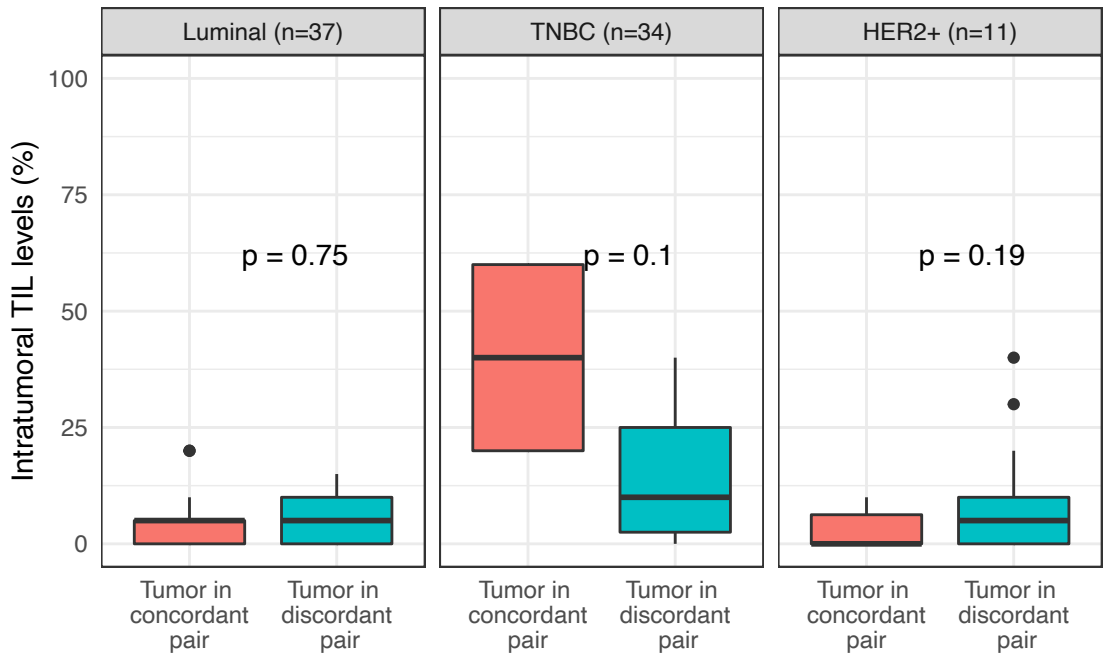 Luminal (n=37)
TNBC (n=34)
HER2+ (n=11)
Intratumoral TIL levels (%)
100
75
50
25
0
p = 0.75
p = 0.1
p = 0.19
Tumor in
concordant
pair
Tumor in
discordant
pair
Tumor in
concordant
pair
Tumor in
discordant
pair
Tumor in
concordant
pair
Tumor in
discordant
pair